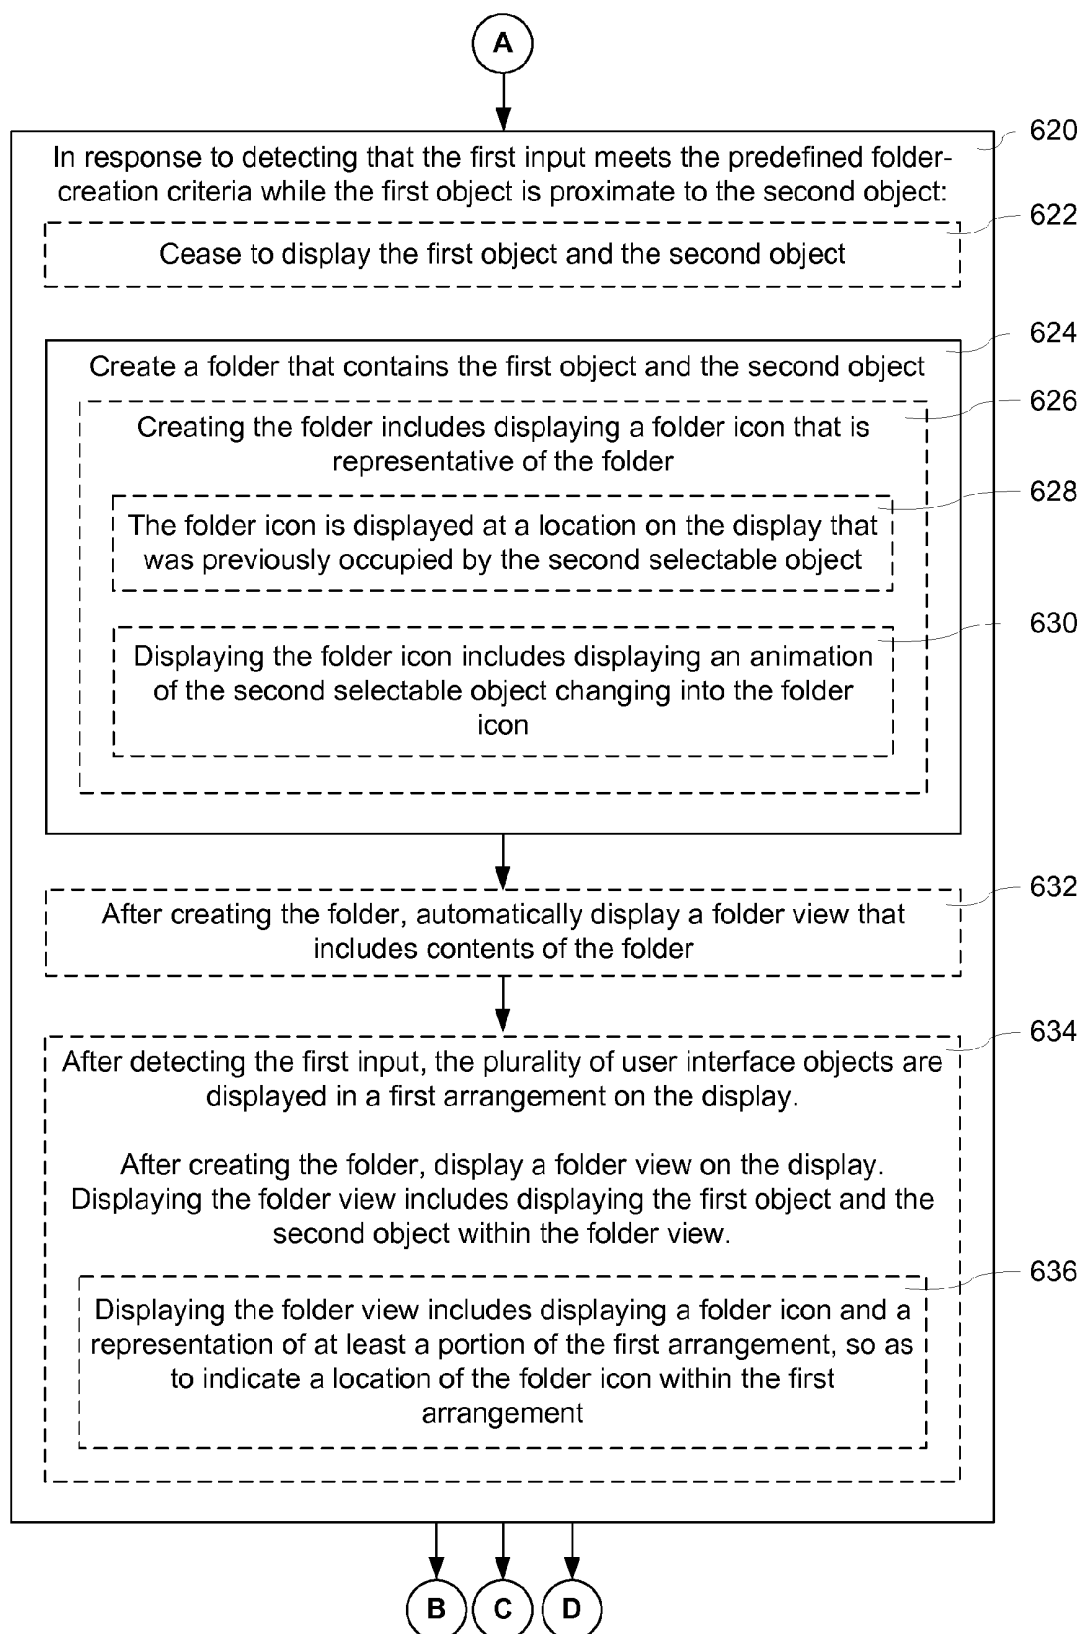 A
620
In response to detecting that the first input meets the predefined folder-
creation criteria while the first object is proximate to the second object:
622
Cease to display the first object and the second object
624
Create a folder that contains the first object and the second object
626
Creating the folder includes displaying a folder icon that is
representative of the folder
628
The folder icon is displayed at a location on the display that
was previously occupied by the second selectable object
630
Displaying the folder icon includes displaying an animation
of the second selectable object changing into the folder
icon
632
After creating the folder, automatically display a folder view that
includes contents of the folder
634
After detecting the first input, the plurality of user interface objects are
displayed in a first arrangement on the display.
After creating the folder, display a folder view on the display.
Displaying the folder view includes displaying the first object and the
second object within the folder view.
636
Displaying the folder view includes displaying a folder icon and a
representation of at least a portion of the first arrangement, so as
to indicate a location of the folder icon within the first
arrangement
B C D